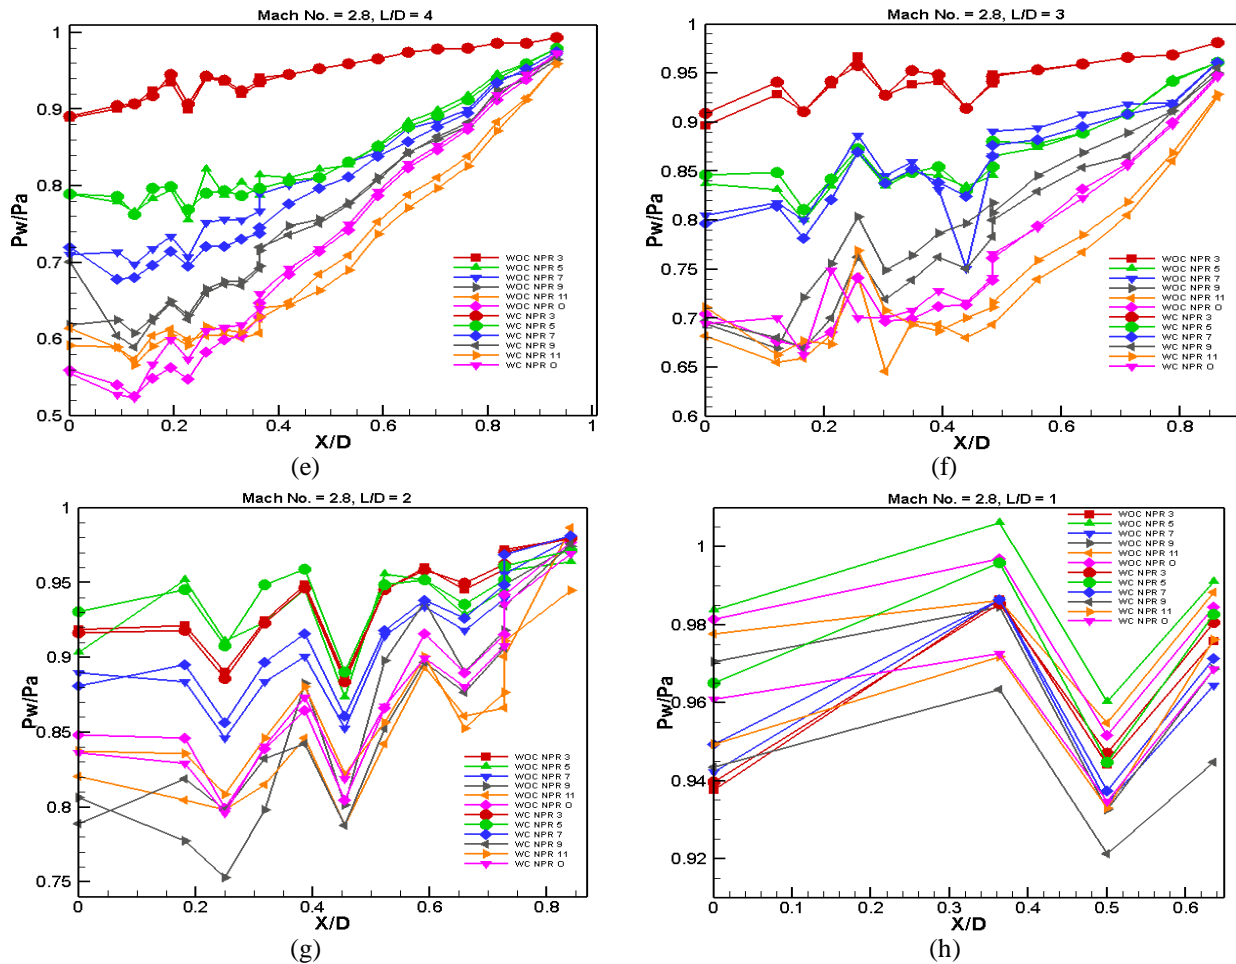 Mach No. = 2.8, L/D = 4
Pw/Pa
1
0.9
0.8
0.7
0.6
0.5
0
0.2
0.4
0.6
0.8
1
X/D
WOC NPR 3
WOC NPR 5
WOC NPR 7
WOC NPR 9
WOC NPR 11
WOC NPR O
WC NPR 3
WC NPR 5
WC NPR 7
WC NPR 9
WC NPR 11
WC NPR O
(e)
Mach No. = 2.8, L/D = 3
Pw/Pa
1
0.95
0.9
0.85
0.8
0.75
0.7
0.65
0.6
0
0.2
0.4
0.6
0.8
X/D
WOC NPR 3
WOC NPR 5
WOC NPR 7
WOC NPR 9
WOC NPR 11
WOC NPR O
WC NPR 3
WC NPR 5
WC NPR 7
WC NPR 9
WC NPR 11
WC NPR O
(f)
Mach No. = 2.8, L/D = 2
Pw/Pa
1
0.95
0.9
0.85
0.8
0.75
0
0.2
0.4
0.6
0.8
X/D
WOC NPR 3
WOC NPR 5
WOC NPR 7
WOC NPR 9
WOC NPR 11
WOC NPR O
WC NPR 3
WC NPR 5
WC NPR 7
WC NPR 9
WC NPR 11
WC NPR O
(g)
Mach No. = 2.8, L/D = 1
Pw/Pa
1
0.98
0.96
0.94
0.92
0
0.1
0.2
0.3
0.4
0.5
0.6
X/D
WOC NPR 3
WOC NPR 5
WOC NPR 7
WOC NPR 9
WOC NPR 11
WOC NPR O
WC NPR 3
WC NPR 5
WC NPR 7
WC NPR 9
WC NPR 11
WC NPR O
(h)